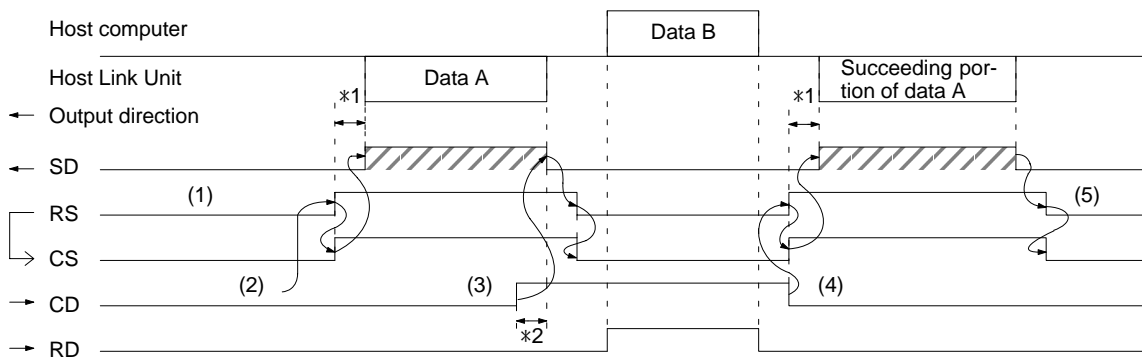 Host computer
Data B
Host Link Unit
Data A
Succeeding por-
tion of data A
*1
*1
Output direction
SD
(1)
(5)
RS
CS
(2)
(3)
(4)
CD
*2
RD